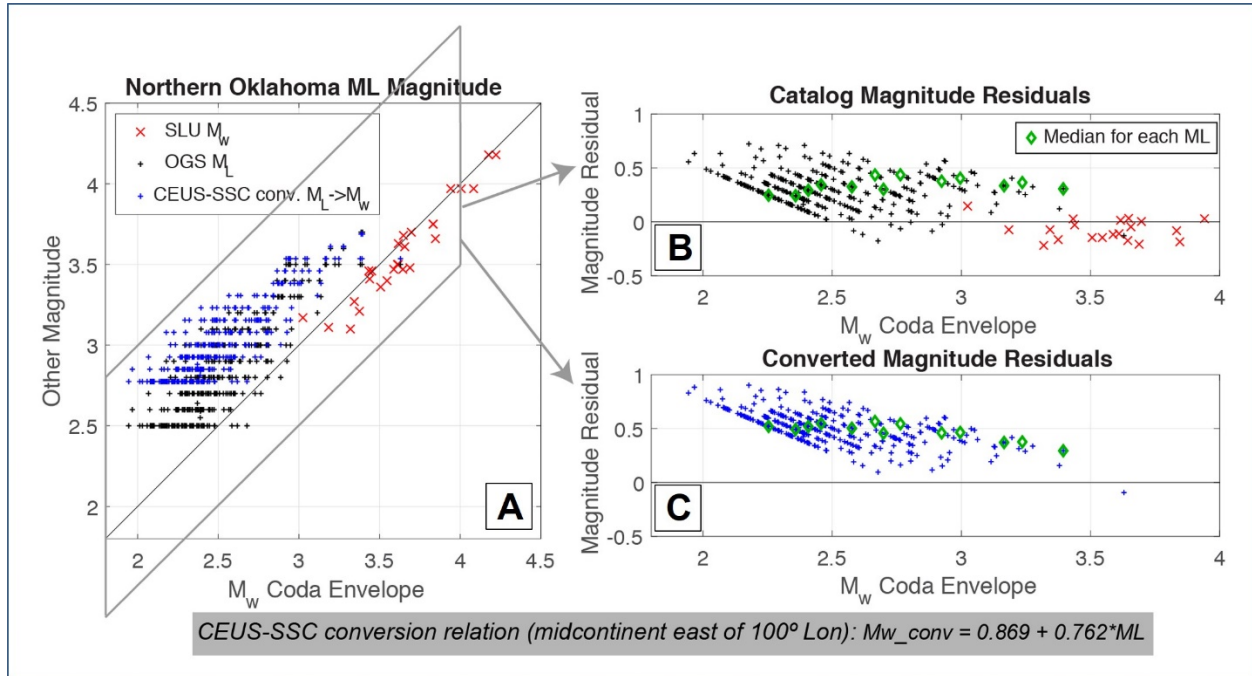 Northern Oklahoma ML Magnitude
4.5
4
3.5
3
2.5
2
Other Magnitude
SLU Mw
OGS ML
CEUS-SSC conv. ML->Mw
A
2
2.5
3
3.5
4
4.5
Mw Coda Envelope
Catalog Magnitude Residuals
1
0.5
0
-0.5
Magnitude Residual
Median for each ML
B
2
2.5
3
3.5
4
Mw Coda Envelope
Converted Magnitude Residuals
1
0.5
0
-0.5
Magnitude Residual
C
2
2.5
3
3.5
4
Mw Coda Envelope
CEUS-SSC conversion relation (midcontinent east of 100º Lon): Mw_conv = 0.869 + 0.762*ML